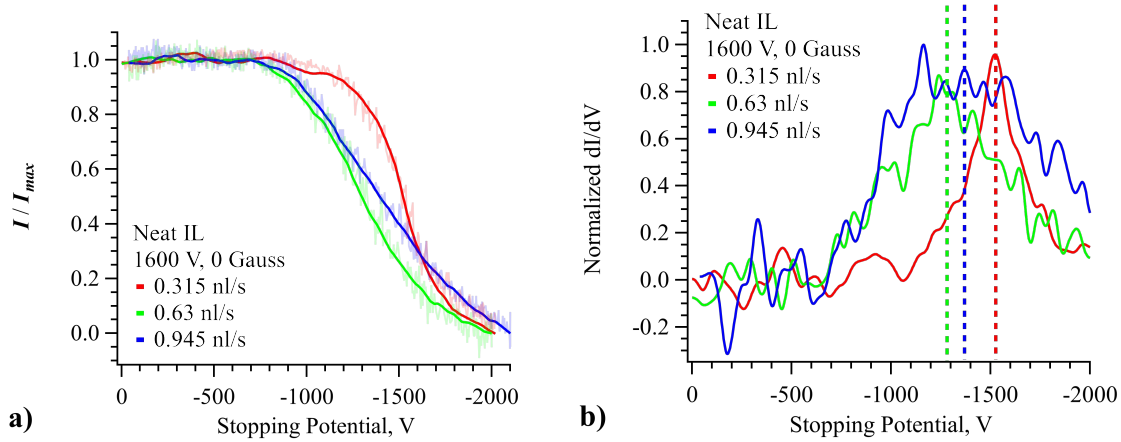 1.0
0.8
0.6
0.4
0.2
0.0
I / Imax
Neat IL
1600 V, 0 Gauss
0.315 nl/s
0.63 nl/s
0.945 nl/s
0 -500 -1000 -1500 -2000
Stopping Potential, V
a)
Neat IL
1600 V, 0 Gauss
0.315 nl/s
0.63 nl/s
0.945 nl/s
1.0
0.8
0.6
0.4
0.2
0.0
-0.2
Normalized dI/dV
0 -500 -1000 -1500 -2000
Stopping Potential, V
b)